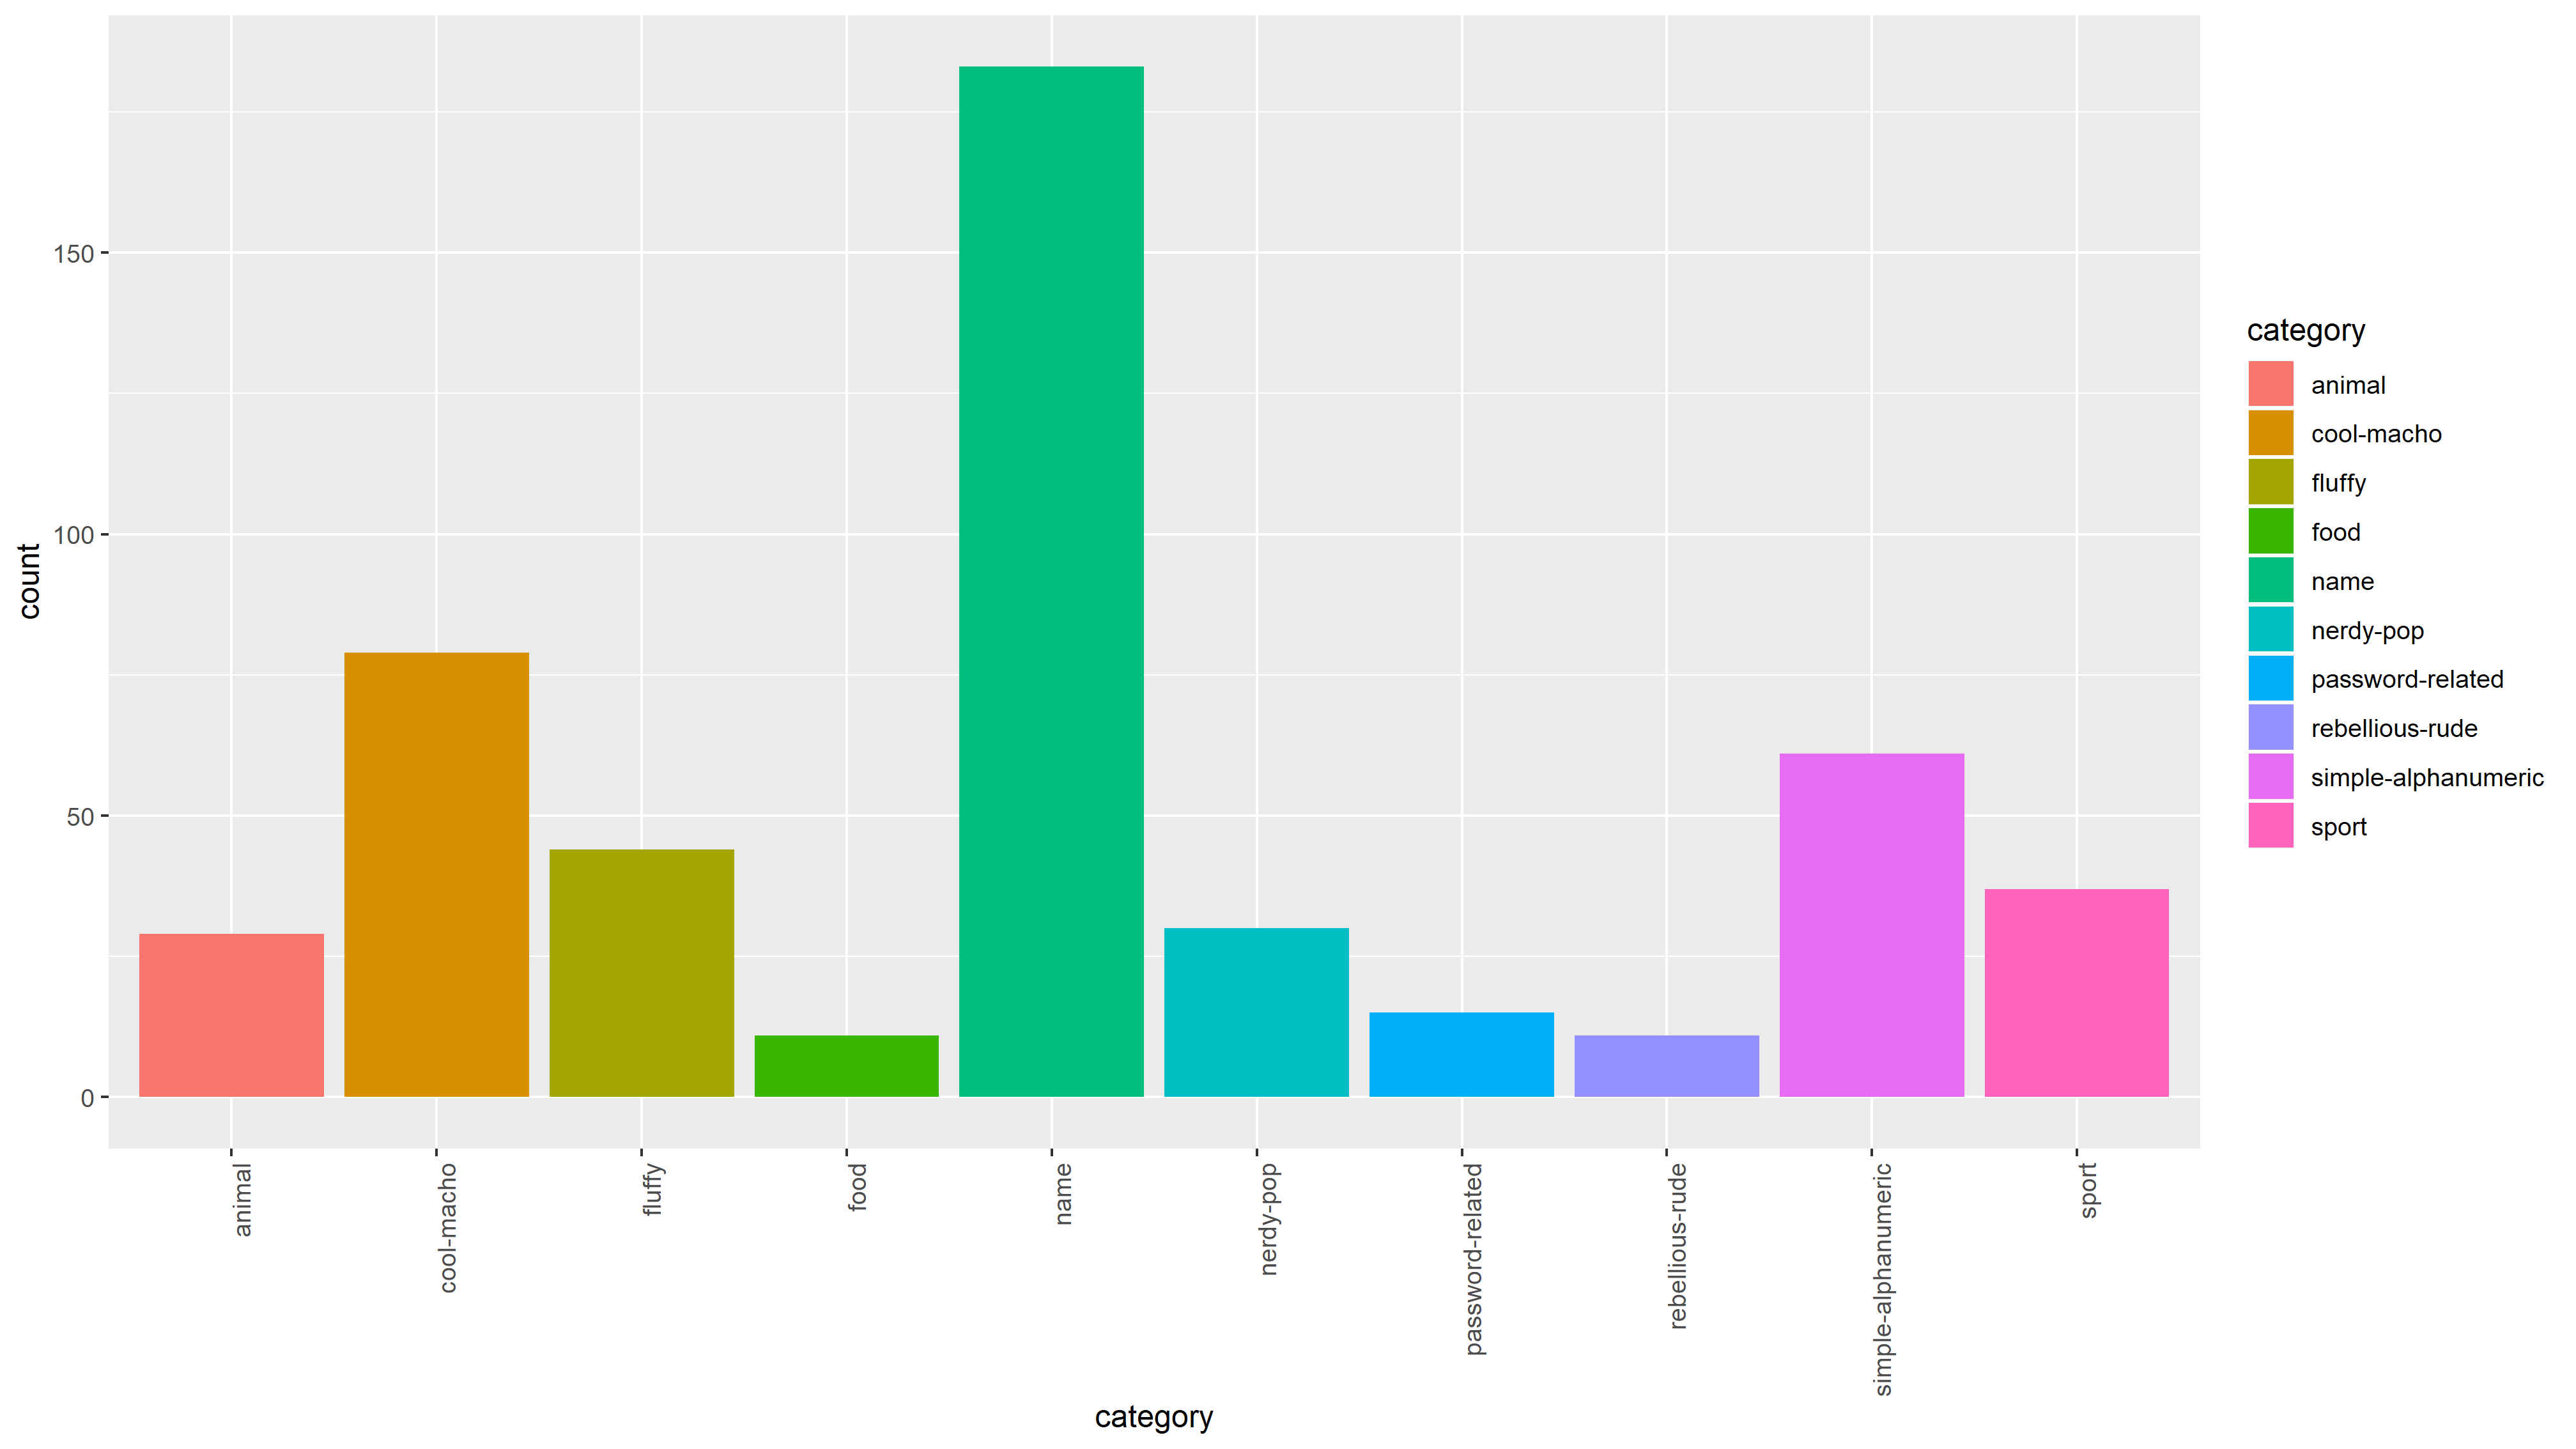 count
150
100
50
0
animal
cool-macho
fluffy
food
name
nerdy-pop
password-related
rebellious-rude
simple-alphanumeric
sport
category
category
animal
cool-macho
fluffy
food
name
nerdy-pop
password-related
rebellious-rude
simple-alphanumeric
sport